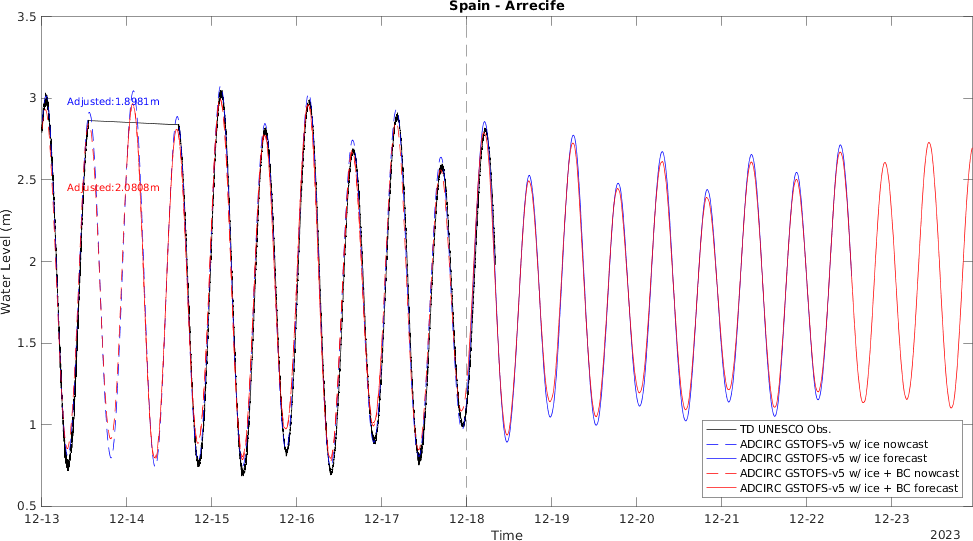 Spain - Arrecife
3.5
3
2.5
2
1.5
1
0.5
Water Level (m)
Adjusted:1.8981m
Adjusted:2.0808m
TD UNESCO Obs.
ADCIRC GSTOFS-v5 w/ ice nowcast
ADCIRC GSTOFS-v5 w/ ice forecast
ADCIRC GSTOFS-v5 w/ ice + BC nowcast
ADCIRC GSTOFS-v5 w/ ice + BC forecast
12-13 12-14 12-15 12-16 12-17 12-18 12-19 12-20 12-21 12-22 12-23
Time
2023